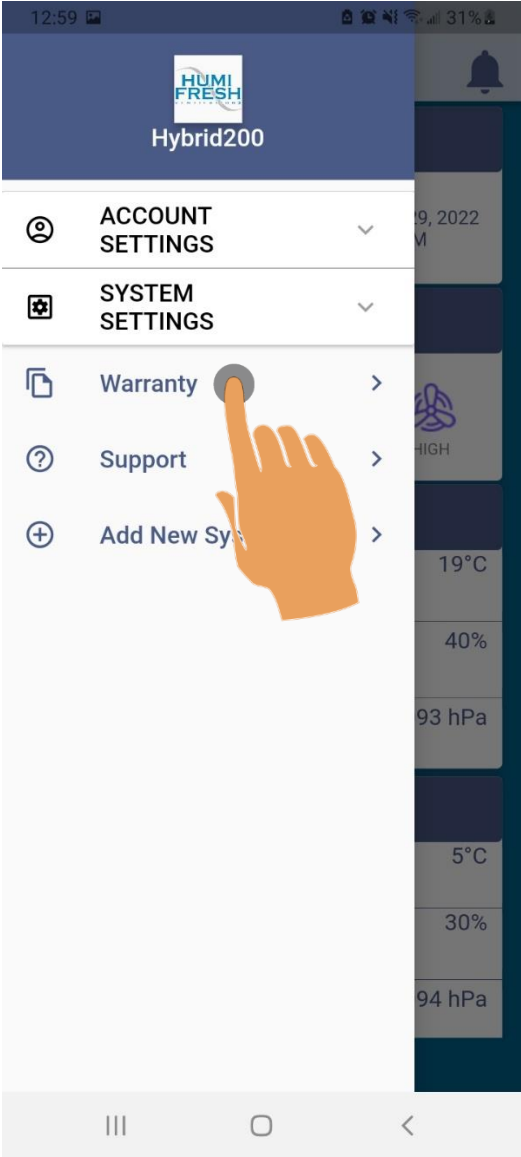 12:59
31%
HUMI
FRESH
Hybrid200
ACCOUNT
SETTINGS
29, 2022
M
SYSTEM
SETTINGS
Warranty
HIGH
Support
Add New Sys
19°C
40%
93 hPa
5°C
30%
94 hPa